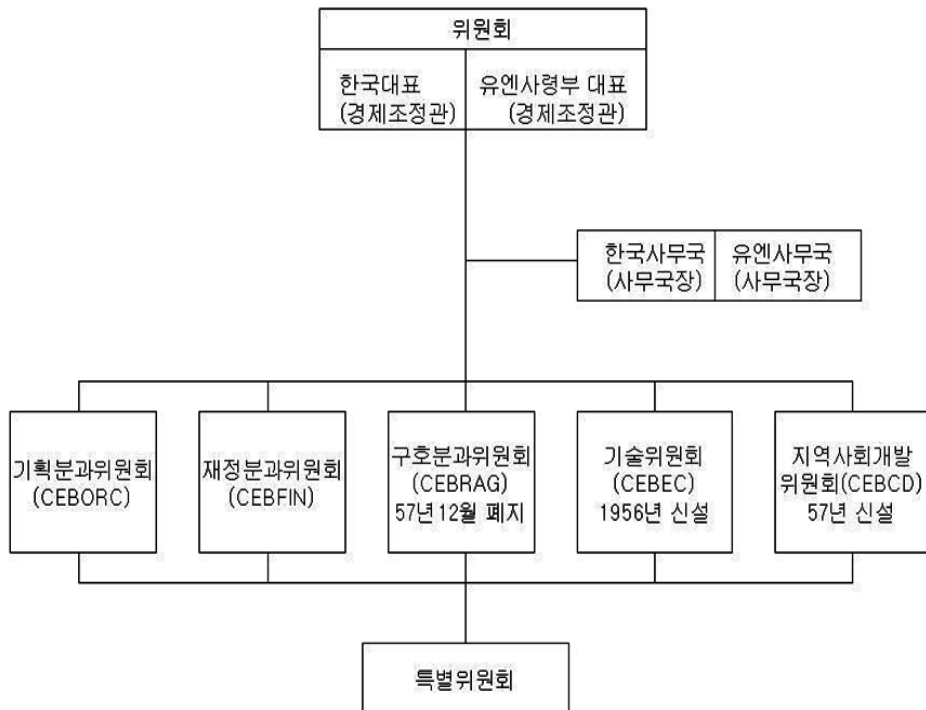 위원회
한국대표
(경제조정관)
유엔사령부 대표
(경제조정관)
한국사무국
(사무국장)
유엔사무국
(사무국장)
기획분과위원회
(CEBORC)
재정분과위원회
(CEBFIN)
구호분과위원회
(CEBRAG)
57년12월 폐지
기술위원회
(CEBEC)
1956년 신설
지역사회개발
위원회(CEBCD)
57년 신설
특별위원회